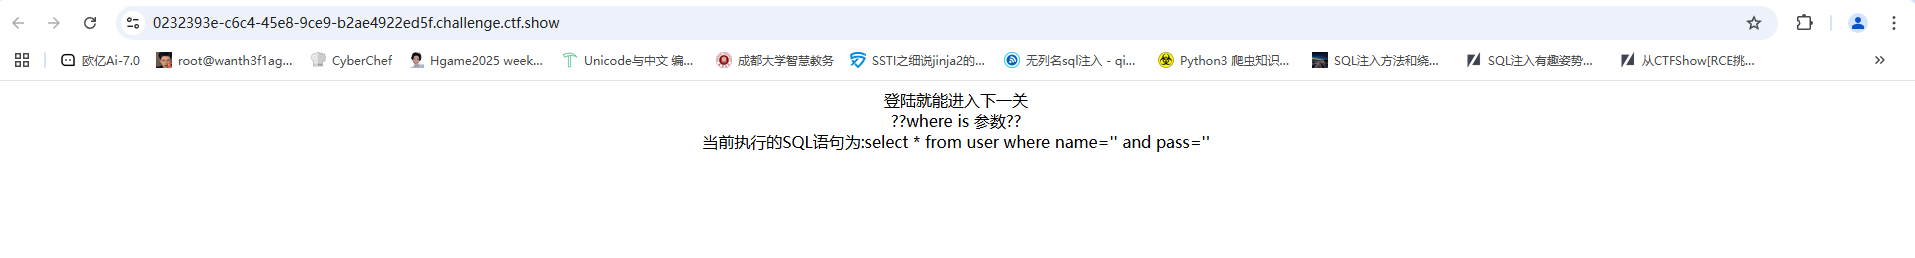 0232393e-c6c4-45e8-9ce9-b2ae4922ed5f.challenge.ctf.show
欧亿Ai-7.0 root@wanth3f1ag... CyberChef Hgame2025 week... Unicode与中文 编... 成都大学智慧教务 SSTI之细说jinja2的... 无列名sql注入 - qi... Python3 爬虫知识... SQL注入方法和绕... SQL注入有趣姿势... 从CTFShow[RCE挑...
登陆就能进入下一关
??where is 参数??
当前执行的SQL语句为:select * from user where name='' and pass=''